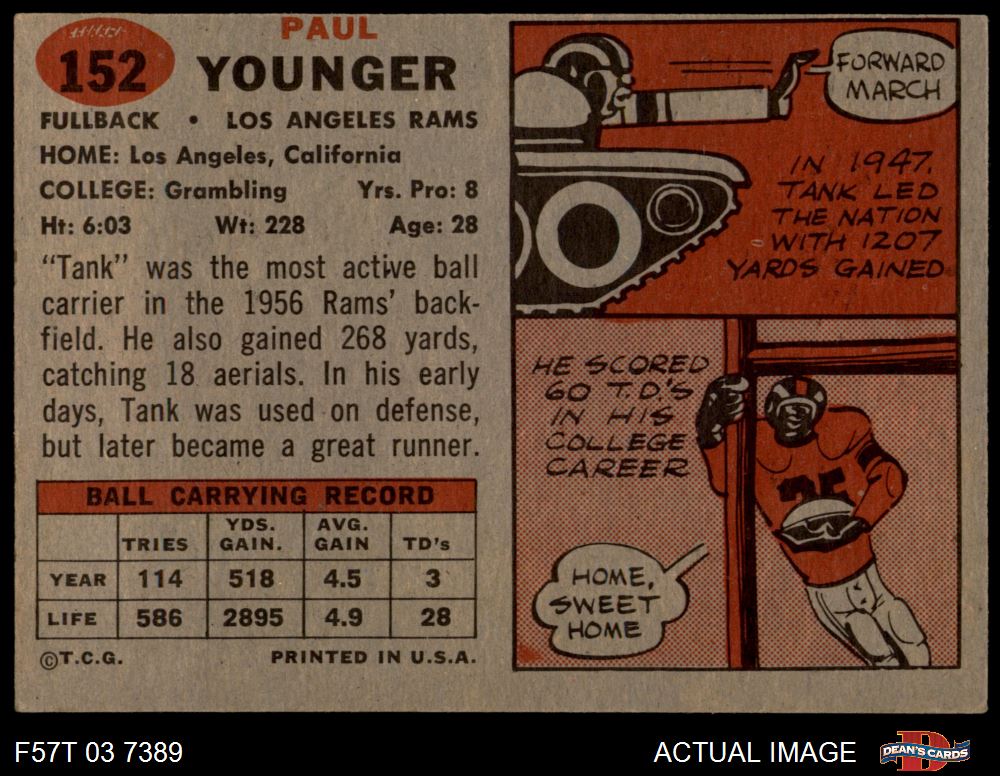 152
PAUL
YOUNGER
FULLBACK • LOS ANGELES RAMS
HOME: Los Angeles, California
COLLEGE: Grambling Yrs. Pro: 8
Ht: 6:03 Wt: 228 Age: 28
"Tank" was the most active ball
carrier in the 1956 Rams' back-
field. He also gained 268 yards,
catching 18 aerials. In his early
days, Tank was used on defense,
but later became a great runner.
BALL CARRYING RECORD
TRIES YDS. GAIN. AVG. GAIN TD's
YEAR 114 518 4.5 3
LIFE 586 2895 4.9 28
©T.C.G. PRINTED IN U.S.A.
FORWARD
MARCH
IN 1947,
TANK LED
THE NATION
WITH 1207
YARDS GAINED
HE SCORED
60 T.D.'S
IN HIS
COLLEGE
CAREER
35
HOME,
SWEET
HOME
F57T 03 7389 ACTUAL IMAGE
D
DEAN'S CARDS